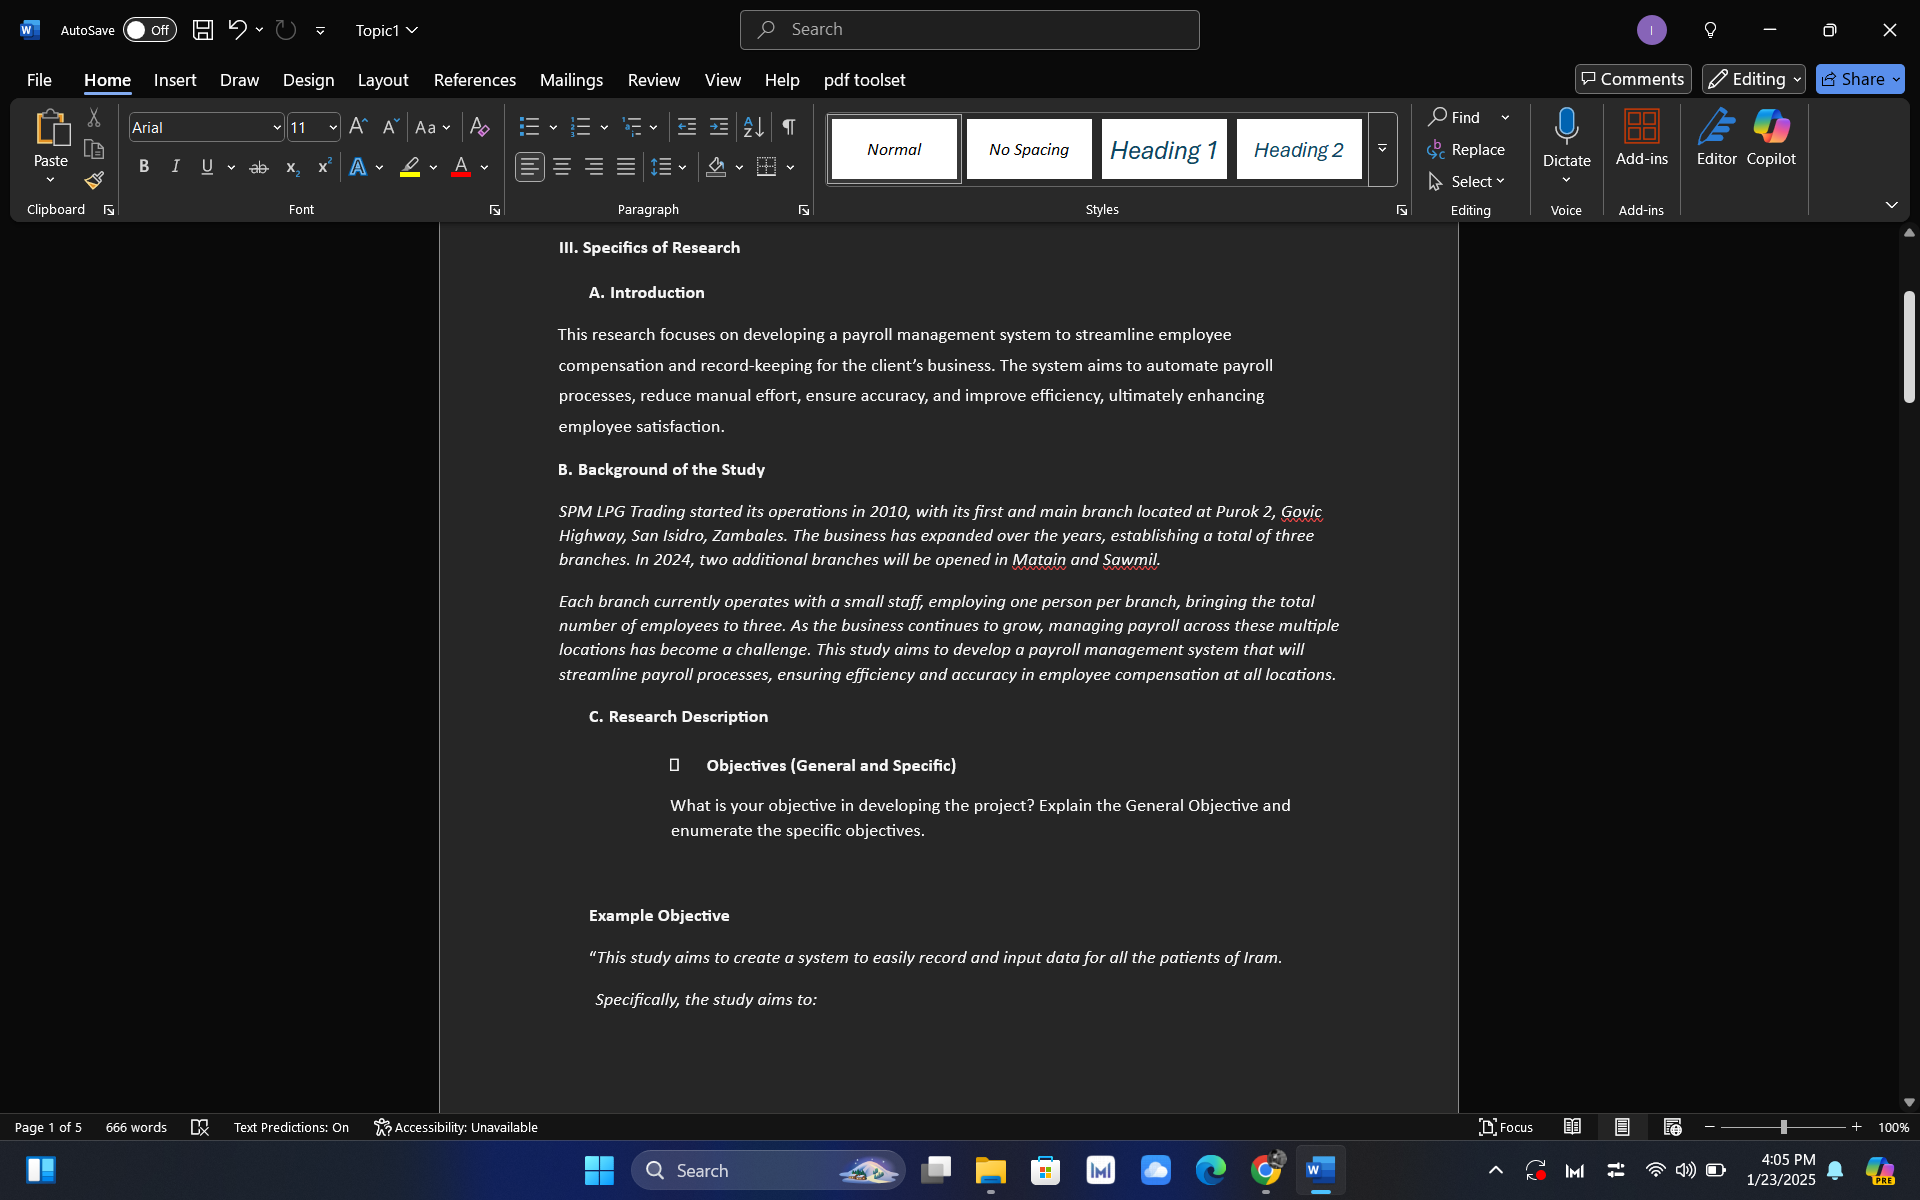 AutoSave Off Topic1 Search I
File Home Insert Draw Design Layout References Mailings Review View Help pdf toolset Comments Editing Share
Paste
Clipboard
Arial 11
Aa
B I U ab x₂ x² A A
Font
Paragraph
Normal No Spacing Heading 1 Heading 2
Styles
Find
Replace
Select
Editing
Dictate
Voice
Add-ins
Add-ins
Editor Copilot
III. Specifics of Research
A. Introduction
This research focuses on developing a payroll management system to streamline employee
compensation and record-keeping for the client’s business. The system aims to automate payroll
processes, reduce manual effort, ensure accuracy, and improve efficiency, ultimately enhancing
employee satisfaction.
B. Background of the Study
SPM LPG Trading started its operations in 2010, with its first and main branch located at Purok 2, Govic
Highway, San Isidro, Zambales. The business has expanded over the years, establishing a total of three
branches. In 2024, two additional branches will be opened in Matain and Sawmil.
Each branch currently operates with a small staff, employing one person per branch, bringing the total
number of employees to three. As the business continues to grow, managing payroll across these multiple
locations has become a challenge. This study aims to develop a payroll management system that will
streamline payroll processes, ensuring efficiency and accuracy in employee compensation at all locations.
C. Research Description
Objectives (General and Specific)
What is your objective in developing the project? Explain the General Objective and
enumerate the specific objectives.
Example Objective
“This study aims to create a system to easily record and input data for all the patients of Iram.
Specifically, the study aims to:
Page 1 of 5 666 words Text Predictions: On Accessibility: Unavailable Focus 100%
Search
4:05 PM
1/23/2025
PRE